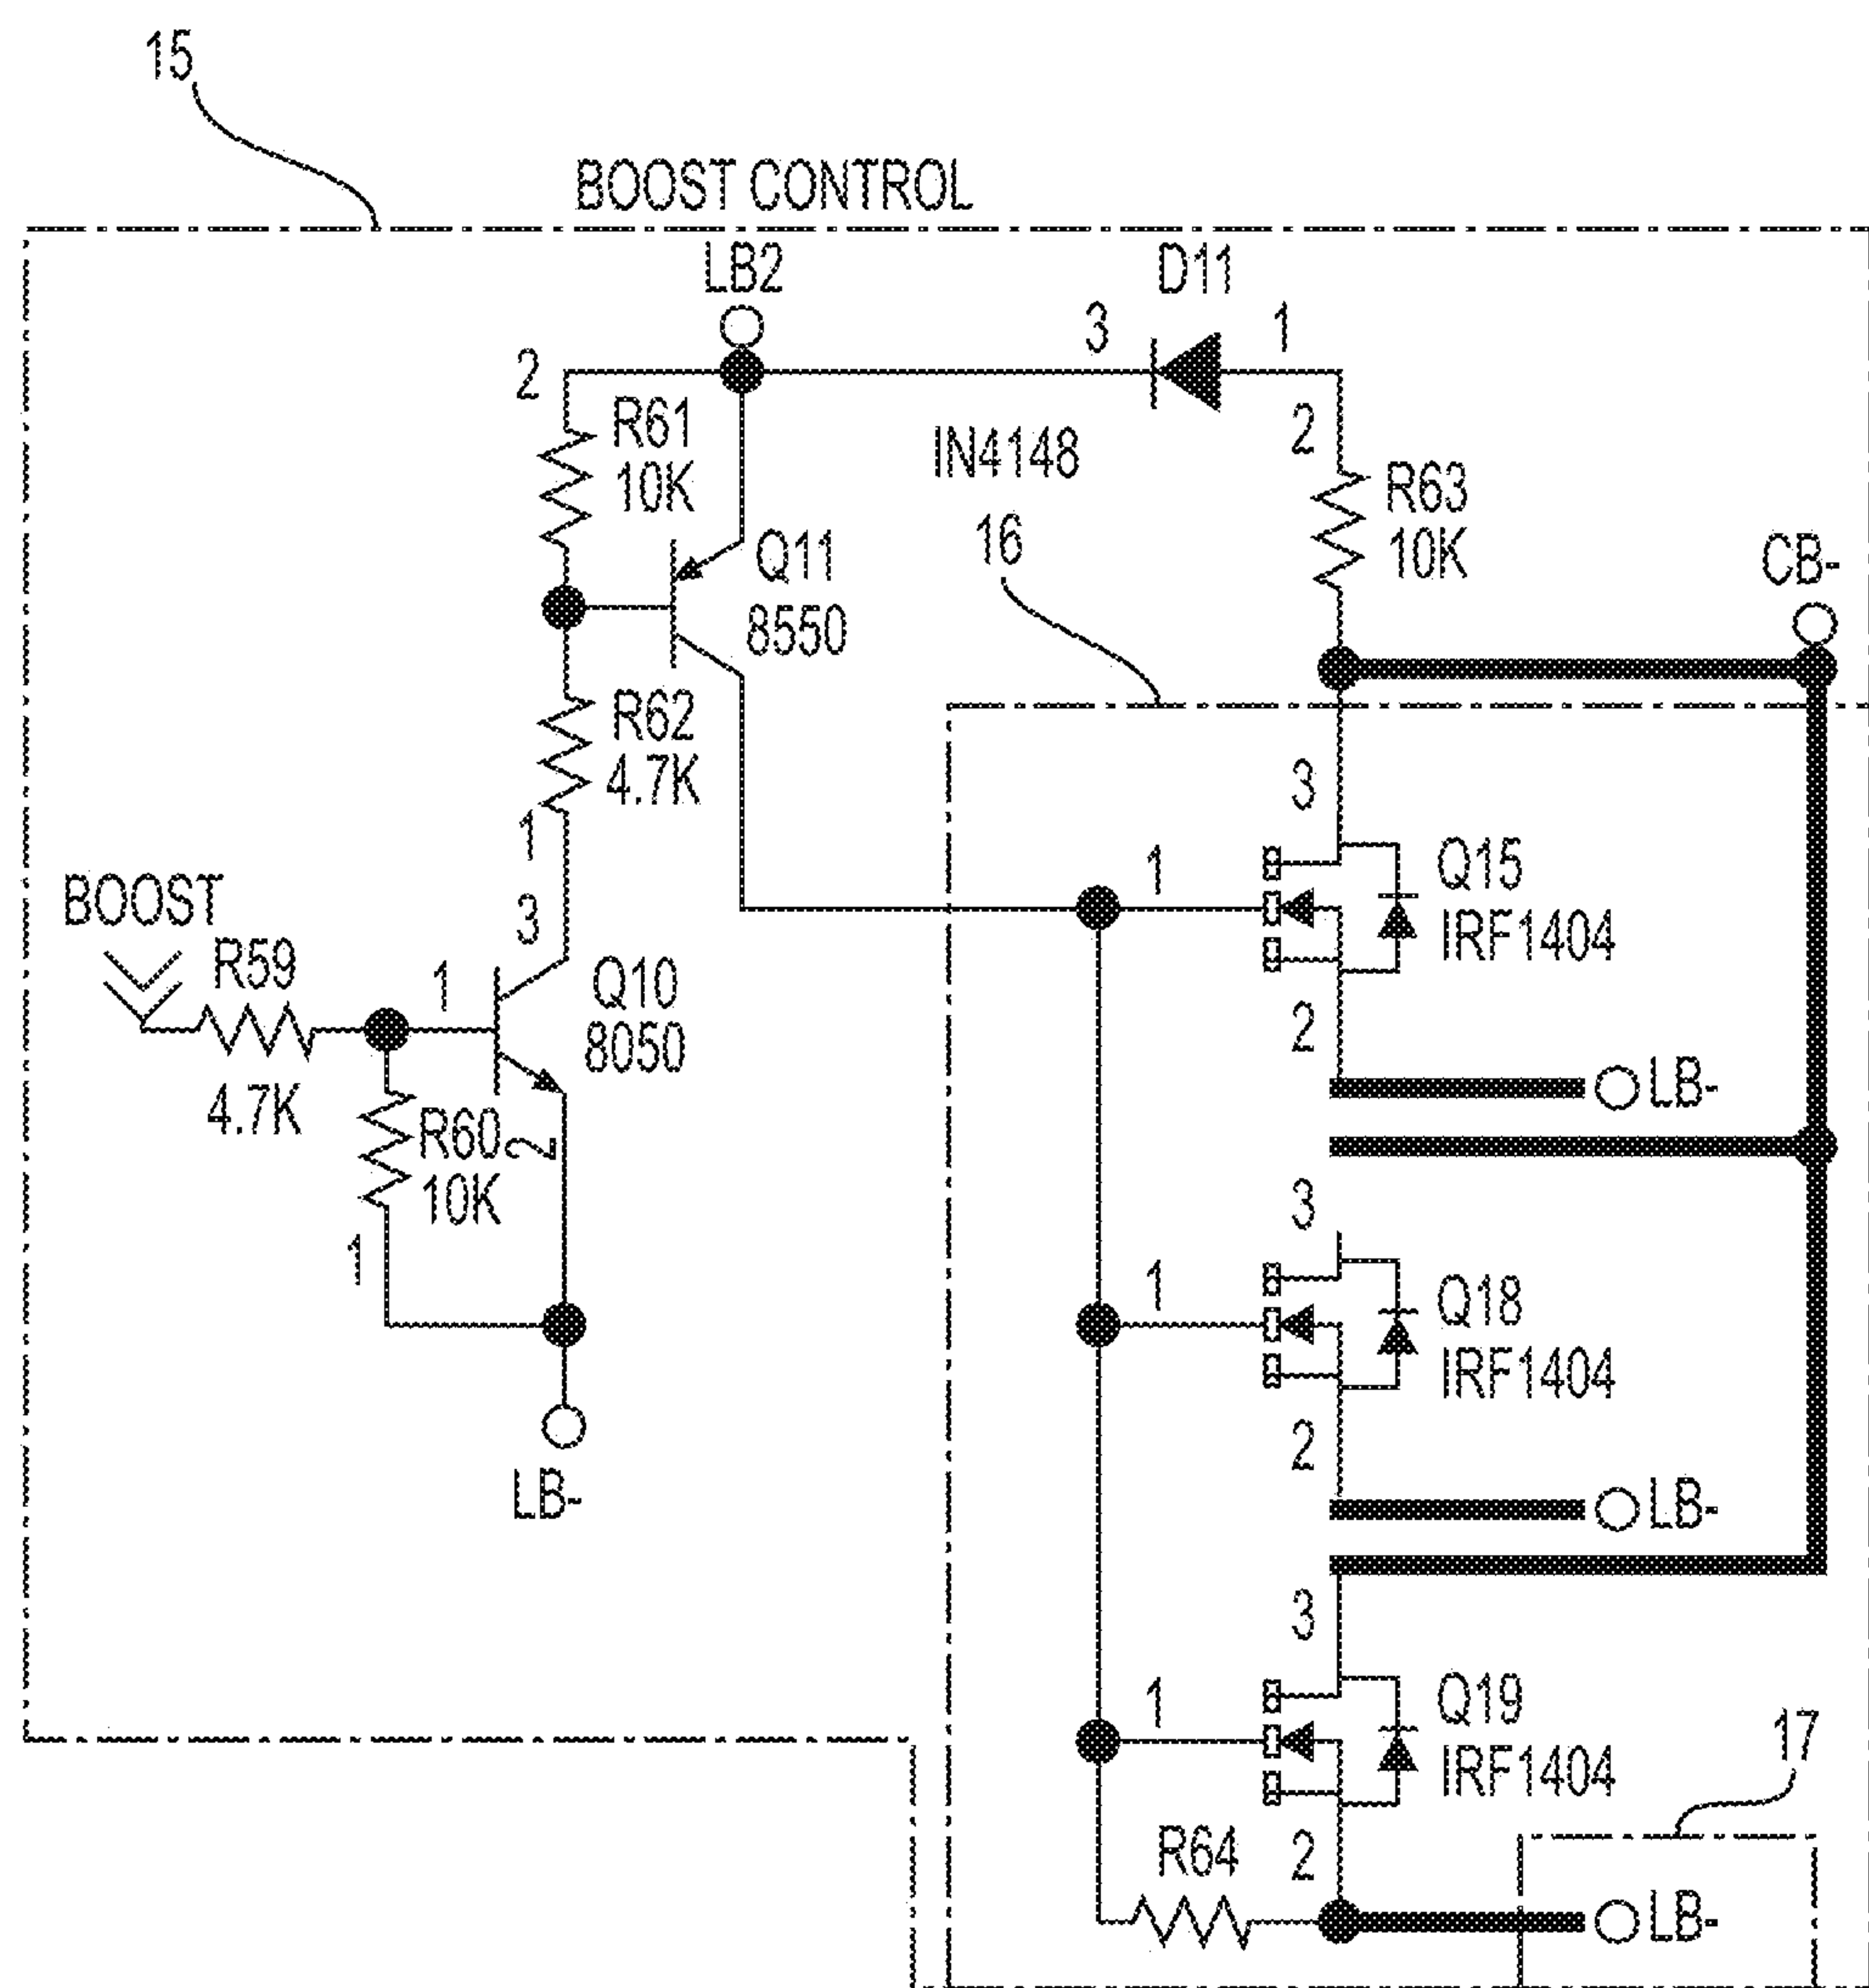 15
BOOST CONTROL
LB2
D11
2
3
1
R61
10K
IN4148
2
R63
10K
16
Q11
8550
CB-
R62
4.7K
1
3
3
1
Q15
IRF1404
BOOST
R59
4.7K
1
Q10
8050
2
LB-
R60
10K
2
1
3
1
Q18
IRF1404
2
LB-
LB-
3
1
Q19
IRF1404
17
R64
2
LB-